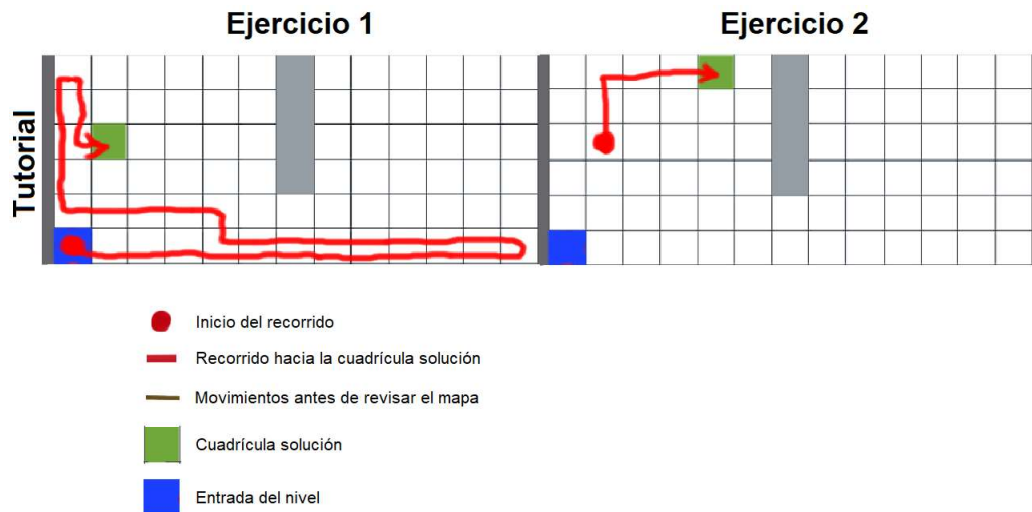 Ejercicio 1
Ejercicio 2
Tutorial
Inicio del recorrido
Recorrido hacia la cuadrícula solución
Movimientos antes de revisar el mapa
Cuadrícula solución
Entrada del nivel